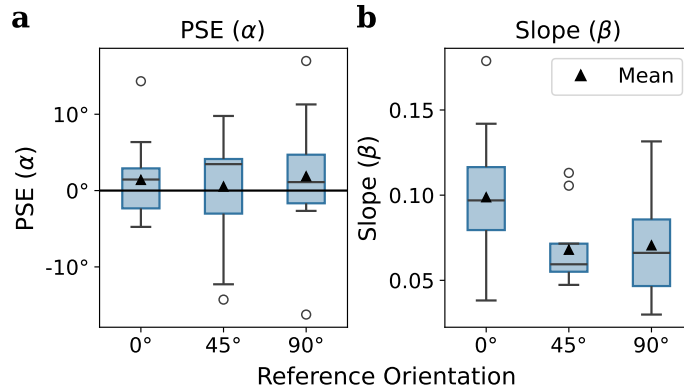 a
PSE (α)
PSE (α)
10°
0°
-10°
0°
45°
90°
b
Slope (β)
Slope (β)
Mean
0.15
0.10
0.05
0°
45°
90°
Reference Orientation